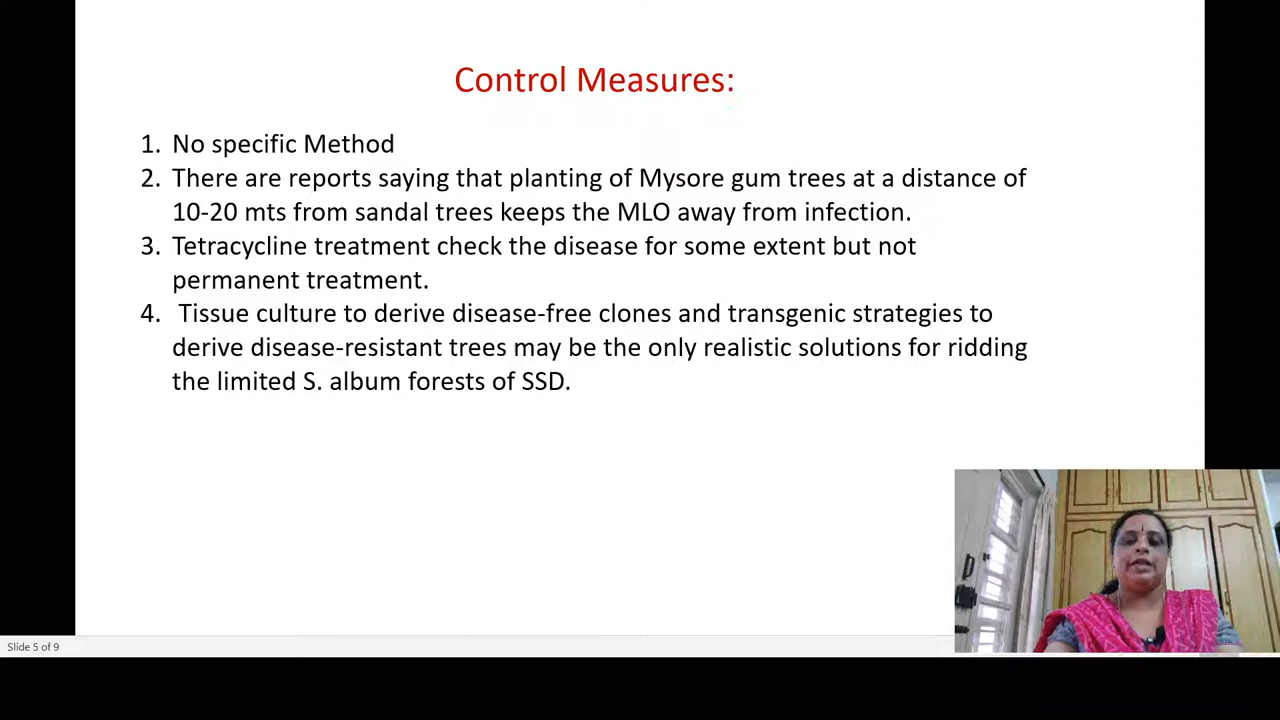 Control Measures:
1. No specific Method
2. There are reports saying that planting of Mysore gum trees at a distance of
10-20 mts from sandal trees keeps the MLO away from infection.
3. Tetracycline treatment check the disease for some extent but not
permanent treatment.
4. Tissue culture to derive disease-free clones and transgenic strategies to
derive disease-resistant trees may be the only realistic solutions for ridding
the limited S. album forests of SSD.
Slide 5 of 9